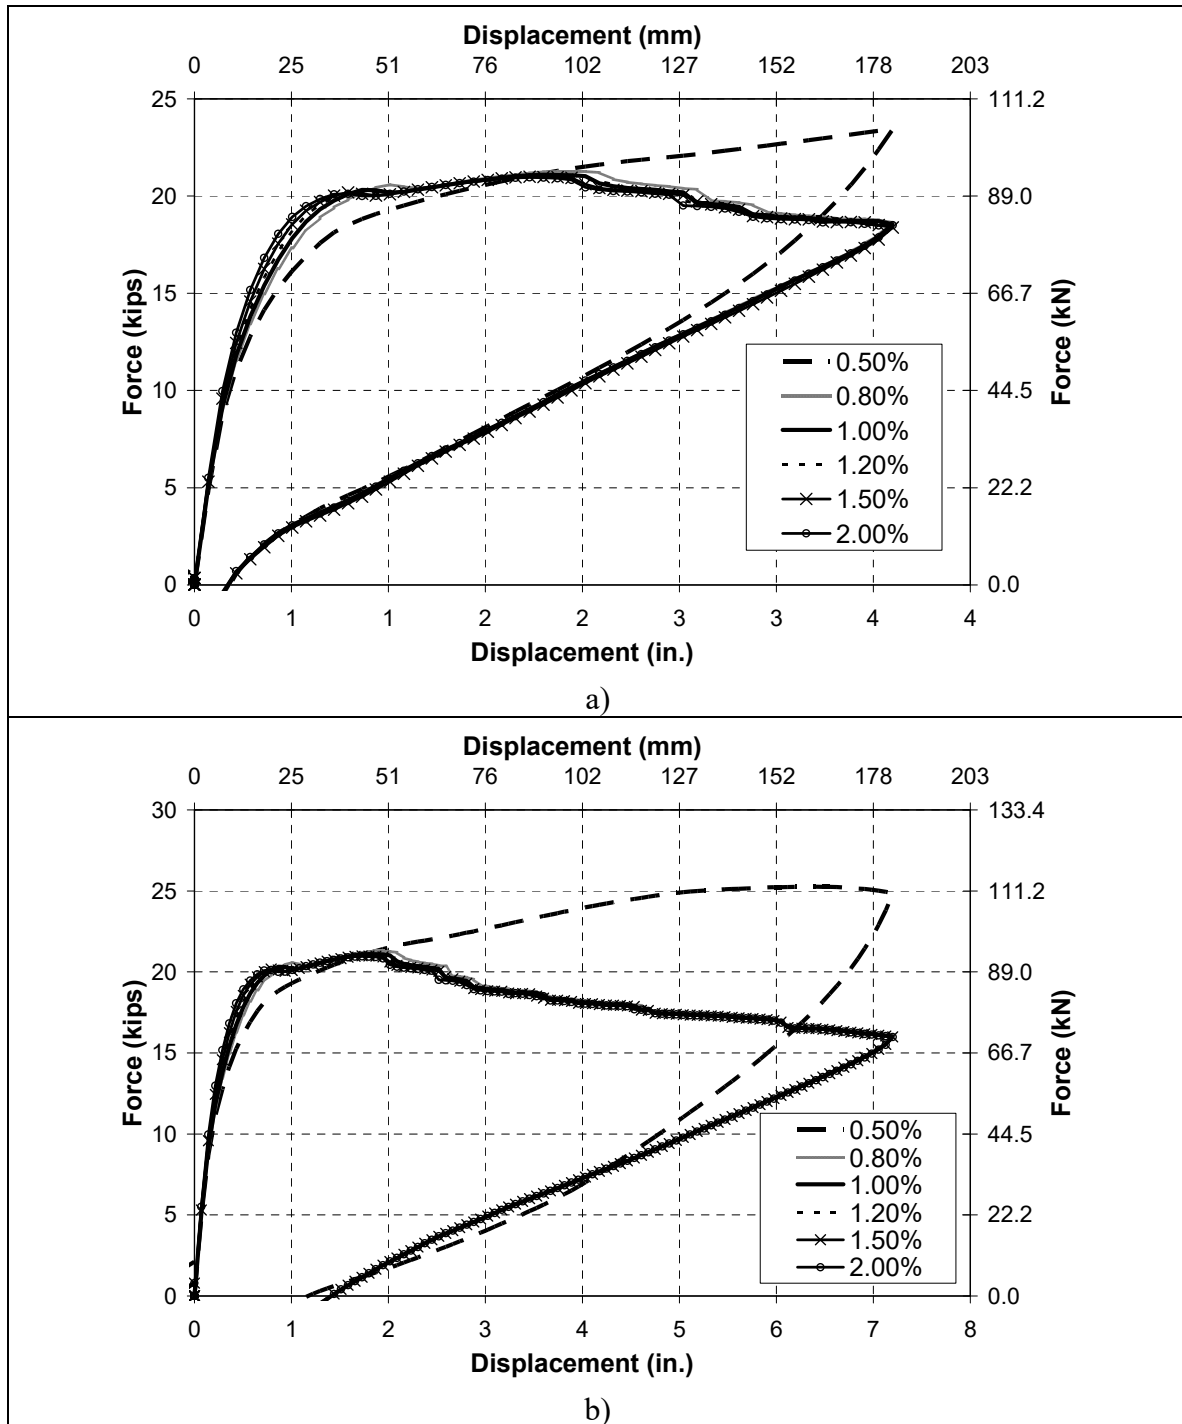 Displacement (mm)
0 25 51 76 102 127 152 178 203
25 111.2
20 89.0
15 66.7
10 44.5
5 22.2
0 0.0
Force (kips)
Force (kN)
0.50%
0.80%
1.00%
1.20%
1.50%
2.00%
0 1 1 2 2 3 3 4 4
Displacement (in.)
a)
Displacement (mm)
0 25 51 76 102 127 152 178 203
30 133.4
25 111.2
20 89.0
15 66.7
10 44.5
5 22.2
0 0.0
Force (kips)
Force (kN)
0.50%
0.80%
1.00%
1.20%
1.50%
2.00%
0 1 2 3 4 5 6 7 8
Displacement (in.)
b)